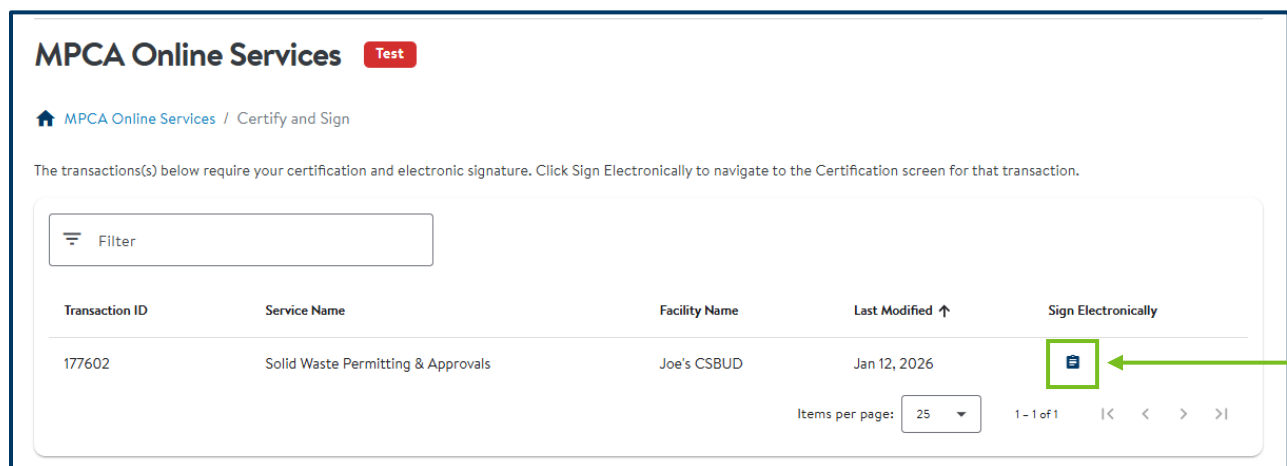 MPCA Online Services Test
MPCA Online Services / Certify and Sign
The transactions(s) below require your certification and electronic signature. Click Sign Electronically to navigate to the Certification screen for that transaction.
Filter
Transaction ID Service Name Facility Name Last Modified Sign Electronically
177602 Solid Waste Permitting & Approvals Joe's CSBUD Jan 12, 2026
Items per page: 25 1 – 1 of 1